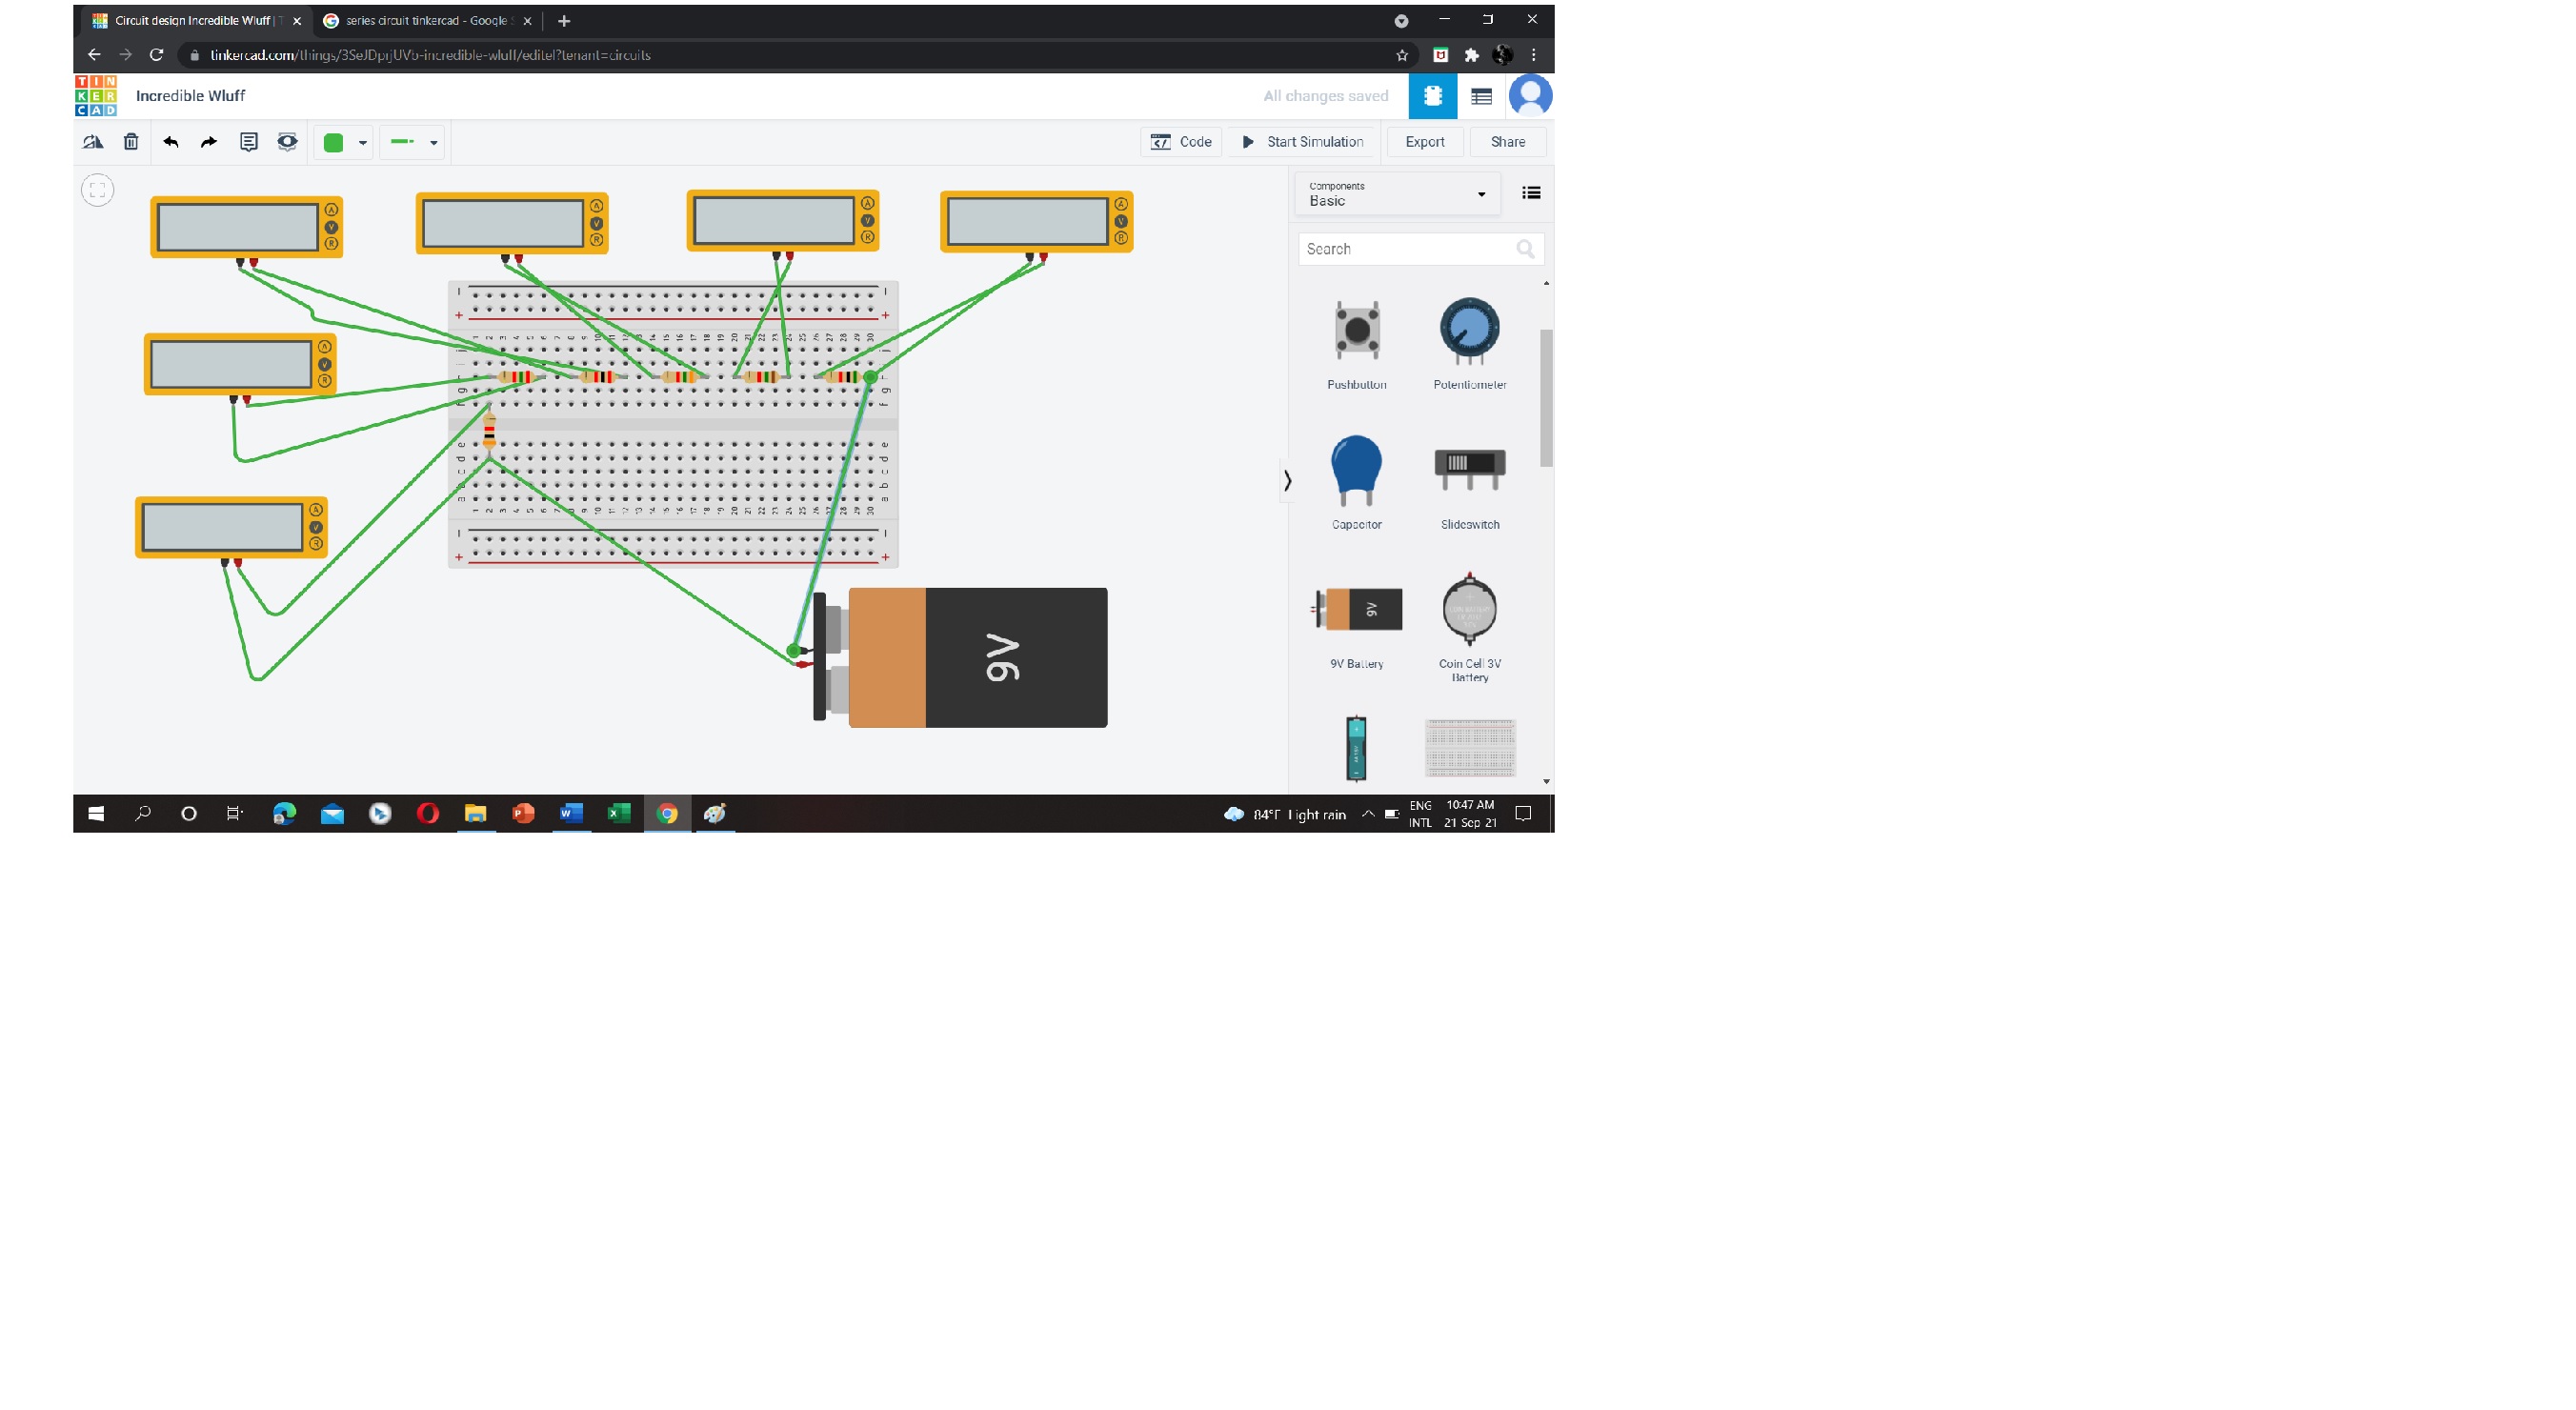 Circuit design Incredible Wluff | T
series circuit tinkercad - Google S
tinkercad.com/things/3SeJDprjUVb-incredible-wluff/editel?tenant=circuits
TIN
KER
CAD
Incredible Wluff
All changes saved
Code
Start Simulation
Export
Share
Components
Basic
Search
Pushbutton
Potentiometer
Capacitor
Slideswitch
9V
9V Battery
Coin Cell 3V
Battery
A
V
R
A
V
R
A
V
R
A
V
R
A
V
R
A
V
R
9V
84°F Light rain
ENG
INTL
10:47 AM
21-Sep-21